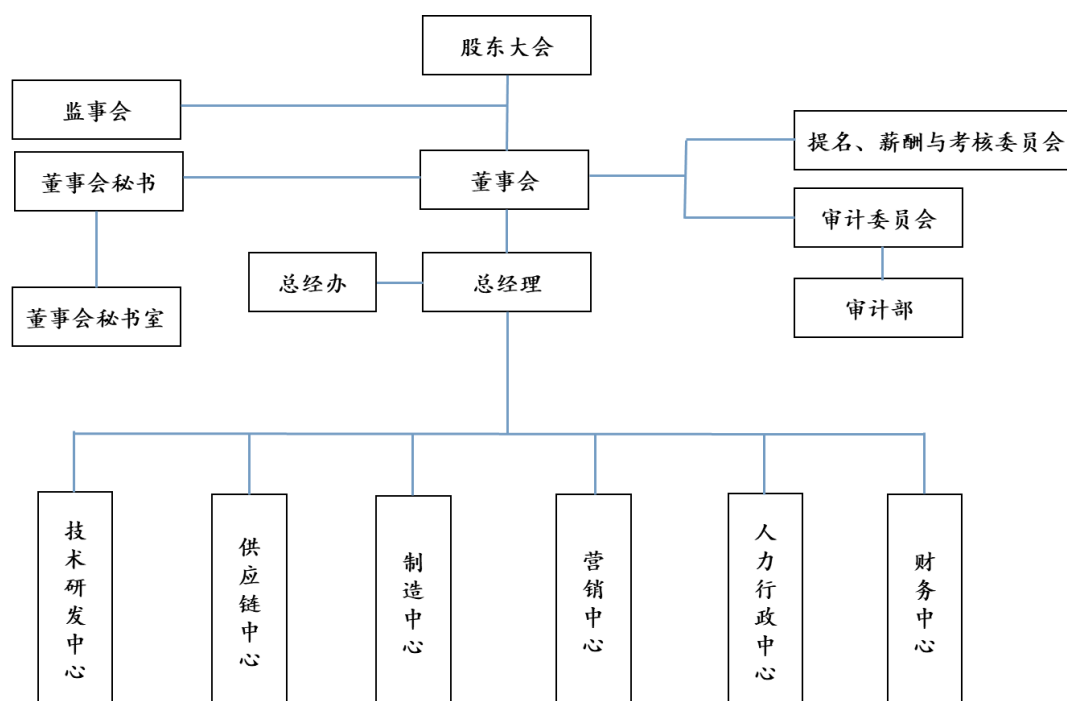 股东大会
监事会
提名、薪酬与考核委员会
董事会秘书
董事会
审计委员会
总经办
总经理
董事会秘书室
审计部
技术研发中心
供应链中心
制造中心
营销中心
人力行政中心
财务中心